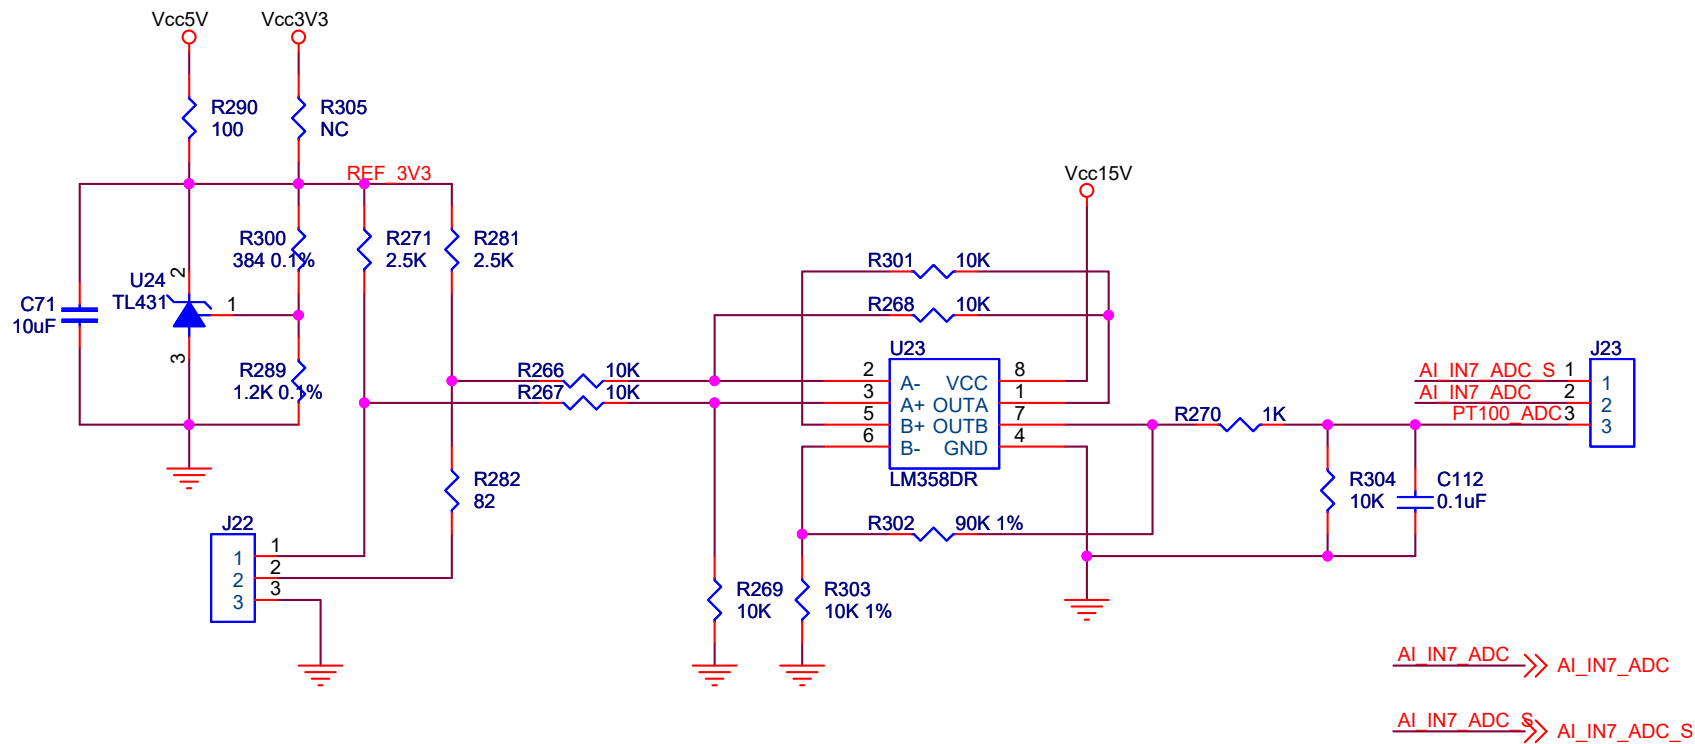 Vcc5V
Vcc3V3
R290
100
R305
NC
REF_3V3
Vcc15V
R300
384 0.1%
R271
2.5K
R281
2.5K
U24
TL431
2
1
3
C71
10uF
R289
1.2K 0.1%
R301 10K
R268 10K
U23
R266 10K
R267 10K
2 A- VCC 8
3 A+ OUTA 1
5 B+ OUTB 7
6 B- GND 4
LM358DR
R270 1K
J23
AI_IN7_ADC_S 1 1
AI_IN7_ADC 2 2
PT100_ADC 3 3
R282
82
R304
10K
C112
0.1uF
R302 90K 1%
J22
1 1
2 2
3 3
R269
10K
R303
10K 1%
AI_IN7_ADC AI_IN7_ADC
AI_IN7_ADC_S AI_IN7_ADC_S